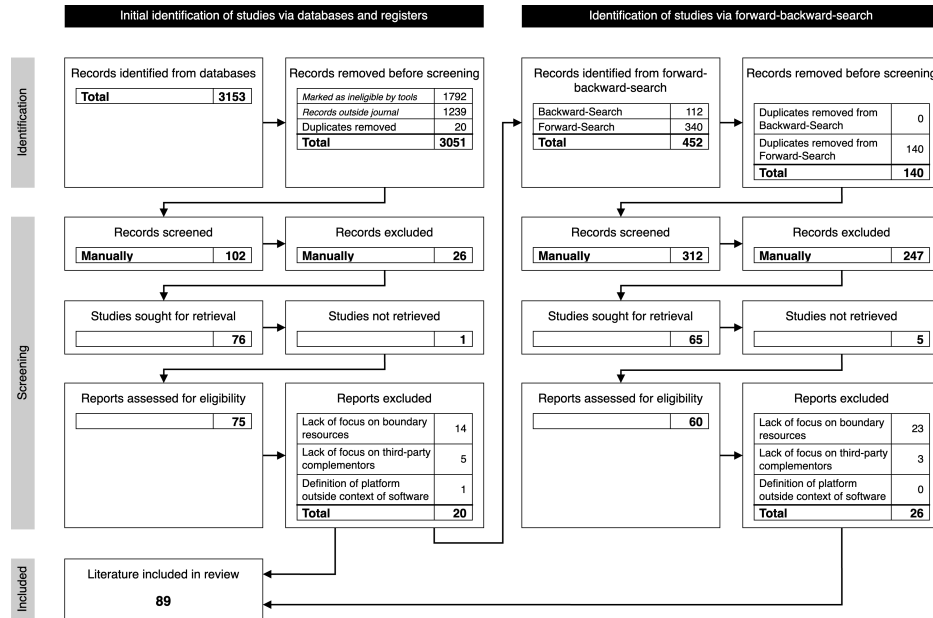 Initial identification of studies via databases and registers
Identification of studies via forward-backward-search
Identification
Records identified from databases
Total 3153
Records removed before screening
Marked as ineligible by tools 1792
Records outside journal 1239
Duplicates removed 20
Total 3051
Records identified from forward-
backward-search
Backward-Search 112
Forward-Search 340
Total 452
Records removed before screening
Duplicates removed from
Backward-Search 0
Duplicates removed from
Forward-Search 140
Total 140
Screening
Records screened
Manually 102
Records excluded
Manually 26
Records screened
Manually 312
Records excluded
Manually 247
Studies sought for retrieval
76
Studies not retrieved
1
Studies sought for retrieval
65
Studies not retrieved
5
Reports assessed for eligibility
75
Reports excluded
Lack of focus on boundary
resources 14
Lack of focus on third-party
complementors 5
Definition of platform
outside context of software 1
Total 20
Reports assessed for eligibility
60
Reports excluded
Lack of focus on boundary
resources 23
Lack of focus on third-party
complementors 3
Definition of platform
outside context of software 0
Total 26
Included
Literature included in review
89